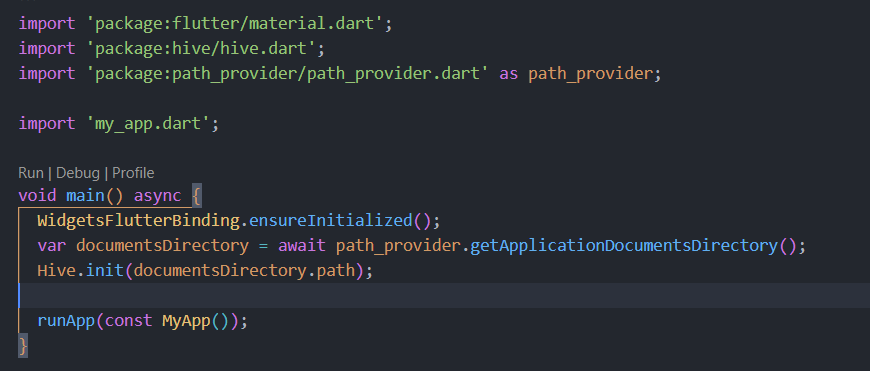 import 'package:flutter/material.dart';
import 'package:hive/hive.dart';
import 'package:path_provider/path_provider.dart' as path_provider;
import 'my_app.dart';
Run | Debug | Profile
void main() async {
WidgetsFlutterBinding.ensureInitialized();
var documentsDirectory = await path_provider.getApplicationDocumentsDirectory();
Hive.init(documentsDirectory.path);
runApp(const MyApp());
}